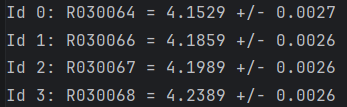 Id 0: R030064 = 4.1529 +/- 0.0027
Id 1: R030066 = 4.1859 +/- 0.0026
Id 2: R030067 = 4.1989 +/- 0.0026
Id 3: R030068 = 4.2389 +/- 0.0026